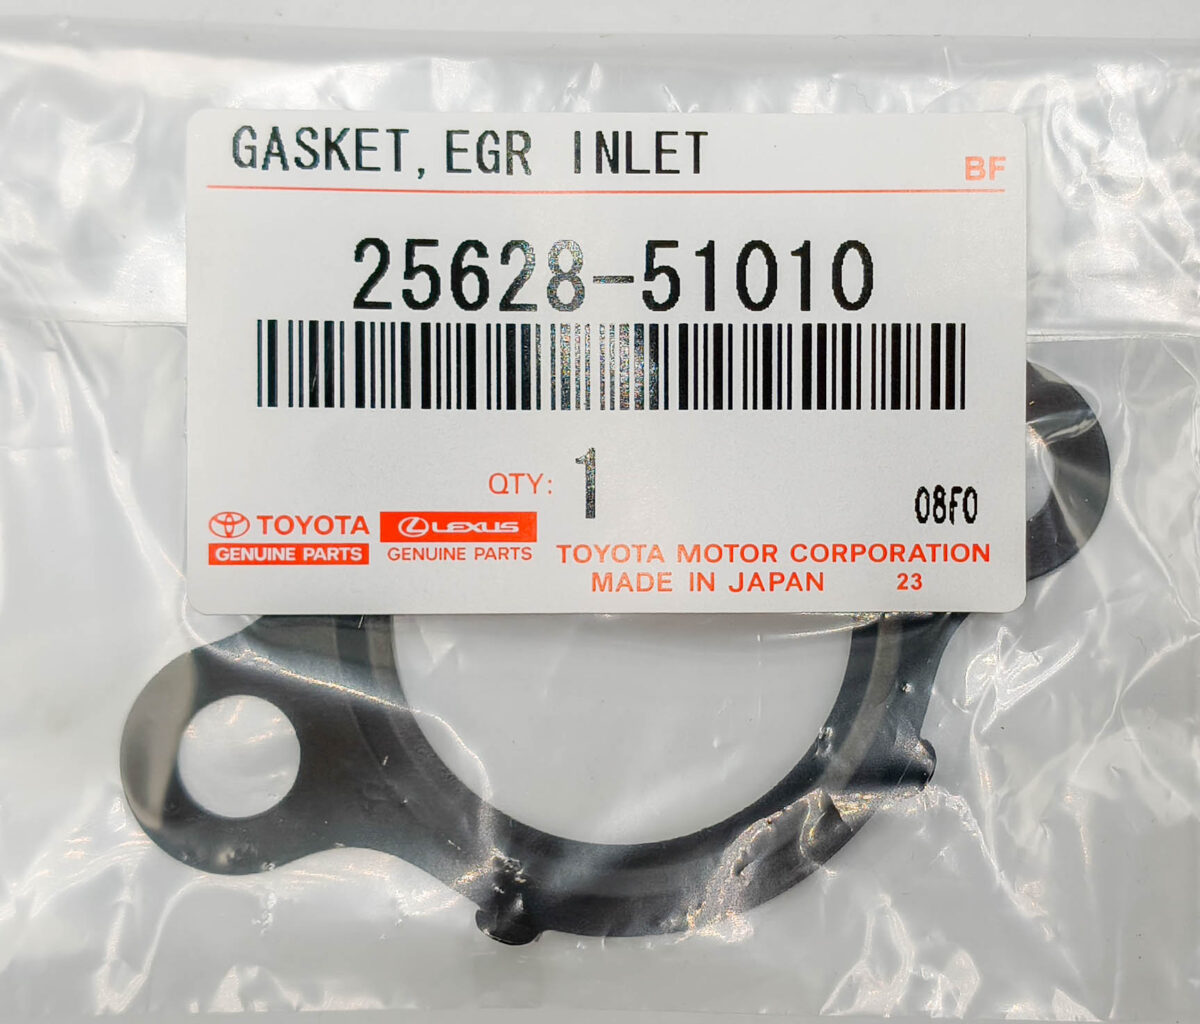 GASKET, EGR INLET
BF
25628-51010
QTY: 1
08F0
TOYOTA
GENUINE PARTS
LEXUS
GENUINE PARTS
TOYOTA MOTOR CORPORATION
MADE IN JAPAN 23